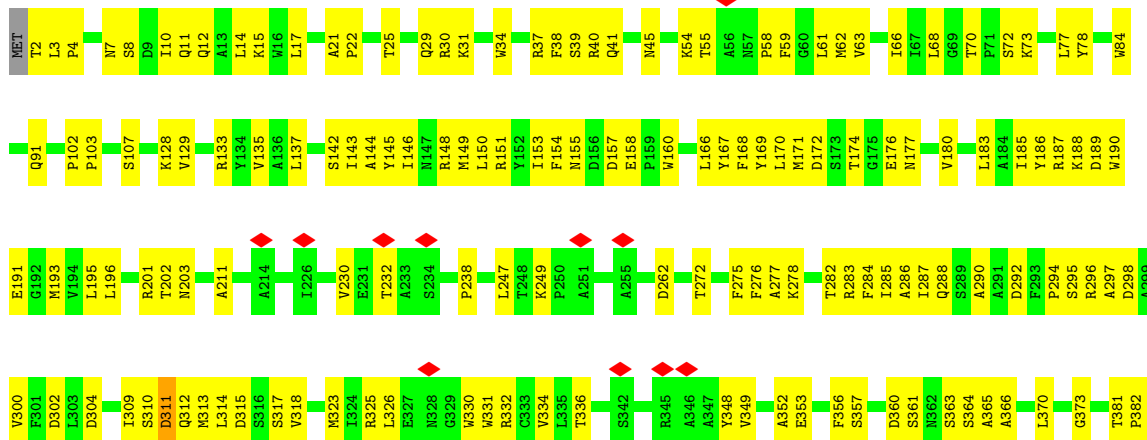 MET T2 L3 P4 N7 S8 D9 I10 Q11 Q12 A13 L14 K15 W16 L17 A21 P22 T25 Q29 R30 K31 W34 R37 F38 S39 R40 Q41 N45 K54 T55 A56 N57 P58 F59 G60 L61 M62 V63 I66 I67 L68 G69 T70 P71 S72 K73 L77 Y78 W84
Q91 P102 P103 S107 K128 V129 R133 Y134 V135 A136 L137 S142 I143 A144 Y145 I146 N147 R148 M149 L150 R151 Y152 I153 F154 N155 D156 D157 E158 P159 W160 L166 Y167 F168 Y169 L170 M171 D172 S173 T174 G175 E176 N177 V180 L183 A184 I185 Y186 R187 K188 D189 W190
E191 G192 M193 V194 L195 L196 R201 T202 N203 A211 A214 I226 V230 E231 T232 A233 S234 P238 L247 T248 K249 P250 A251 A255 D262 T272 F275 F276 A277 K278 T282 R283 F284 I285 A286 I287 Q288 S289 A290 A291 D292 F293 P294 S295 R296 A297 D298 A299
V300 F301 D302 L303 D304 I309 S310 D311 Q312 M313 L314 D315 S316 S317 V318 M323 I324 R325 L326 E327 N328 G329 W330 W331 R332 C333 V334 L335 T336 S342 R345 A346 A347 Y348 V349 A352 E353 F356 S357 D360 S361 N362 S363 S364 A365 A366 L370 G373 T381 P382